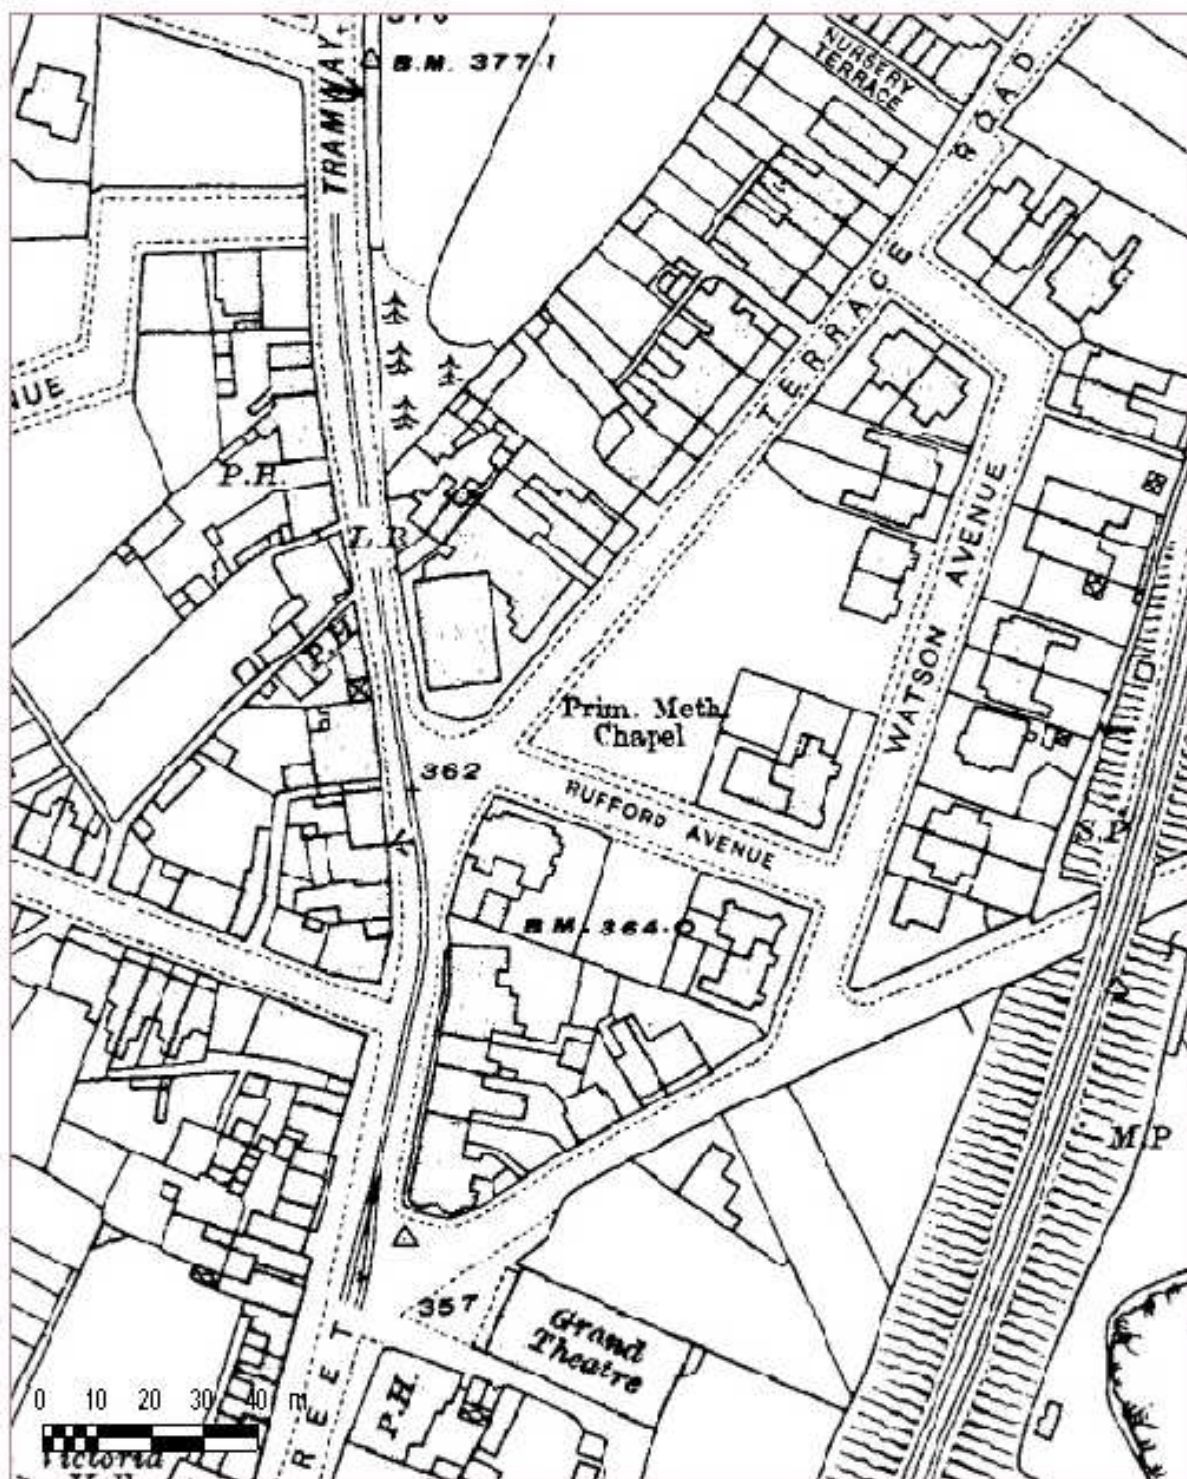 370
B.M. 377.1
TRAMWAY
NURSERY
TERRACE
TERRACE ROAD
NUE
P.H.
L.B.
P.H.
Prim. Meth.
Chapel
WATSON AVENUE
362
RUFFORD AVENUE
S.P.
B.M. 364.0
M.P
357
Grand
Theatre
P.H.
REET
0 10 20 30 40 m
Victoria